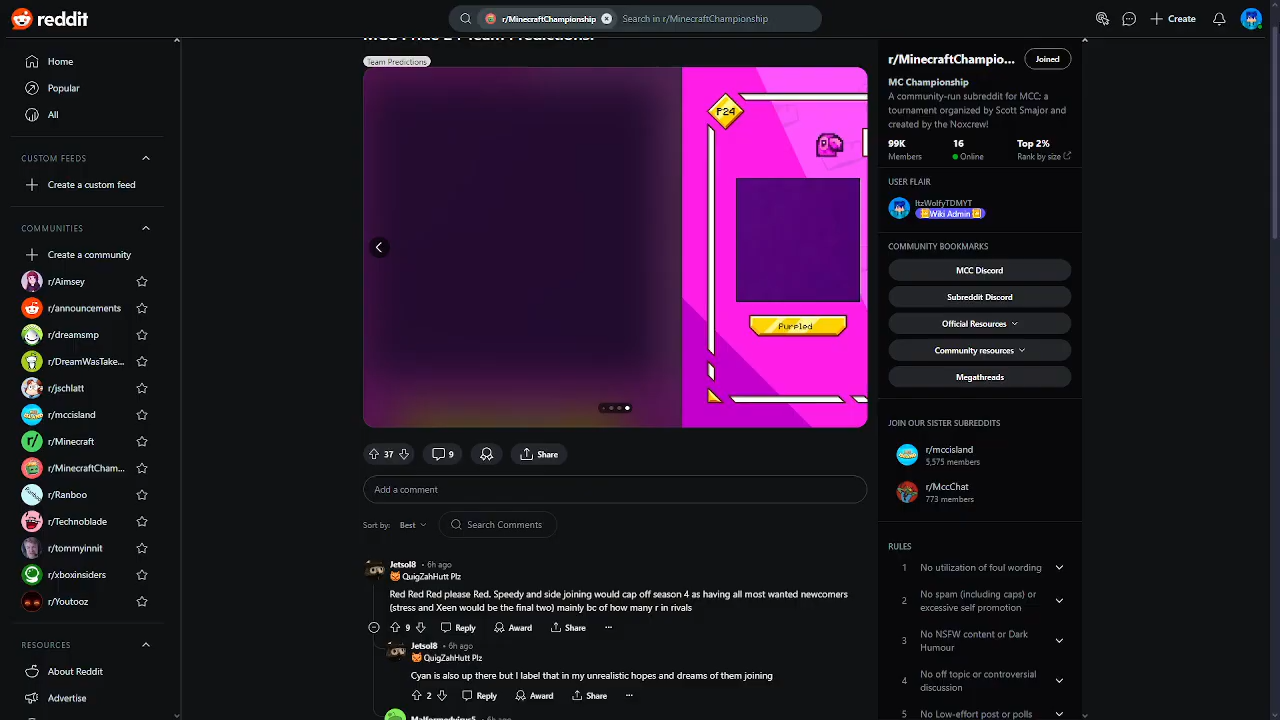 reddit
r/MinecraftChampionship
Search in r/MinecraftChampionship
Create
Home
Popular
All
CUSTOM FEEDS
Create a custom feed
COMMUNITIES
Create a community
r/Aimsey
r/announcements
r/dreamsmp
r/DreamWasTake...
r/jschlatt
r/mccisland
r/Minecraft
r/MinecraftCham...
r/Ranboo
r/Technoblade
r/tommyinnit
r/xboxinsiders
r/Yonboz
RESOURCES
About Reddit
Advertise
Team Predictions
P24
Purpled
37
9
Share
Add a comment
Sort by:
Best
Search Comments
Jetsol8 · 6h ago
QuigZahHutt Plz
Red Red Red please Red. Speedy and side joining would cap off season 4 as having all most wanted newcomers
(stress and Xeen would be the final two) mainly bc of how many r in rivals
9
Reply
Award
Share
Jetsol8 · 6h ago
QuigZahHutt Plz
Cyan is also up there but I label that in my unrealistic hopes and dreams of them joining
2
Reply
Award
Share
r/MinecraftChampio...
Joined
MC Championship
A community-run subreddit for MCC: a
tournament organized by Scott Smajor and
created by the Noxcrew!
99K
16
Top 2%
Members
Online
Rank by size
USER FLAIR
ItzWolfyTDMYT
Wiki Admin
COMMUNITY BOOKMARKS
MCC Discord
Subreddit Discord
Official Resources
Community resources
Megathreads
JOIN OUR SISTER SUBREDDITS
r/mccisland
5,575 members
r/MccChat
773 members
RULES
1
No utilization of foul wording
2
No spam (including caps) or
excessive self promotion
3
No NSFW content or Dark
Humour
4
No off topic or controversial
discussion
5
No Low-effort post or polls